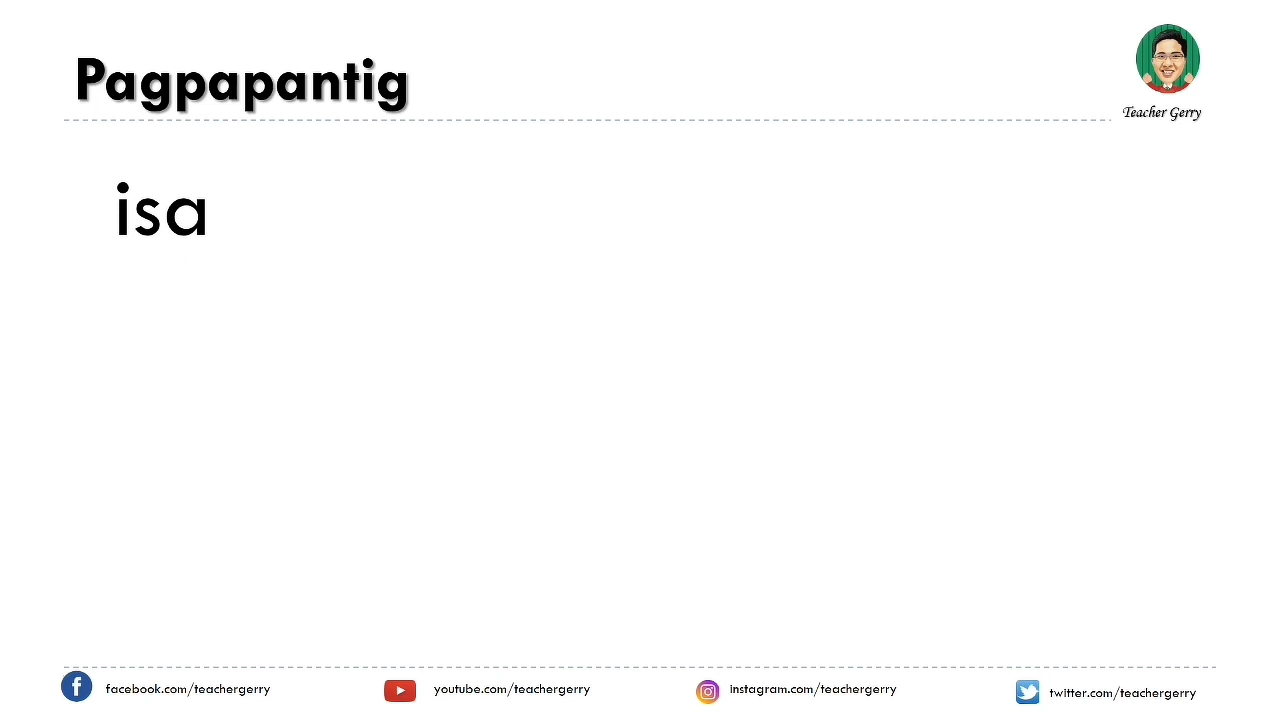 Pagpapantig
Teacher Gerry
isa
facebook.com/teachergerry
youtube.com/teachergerry
instagram.com/teachergerry
twitter.com/teachergerry